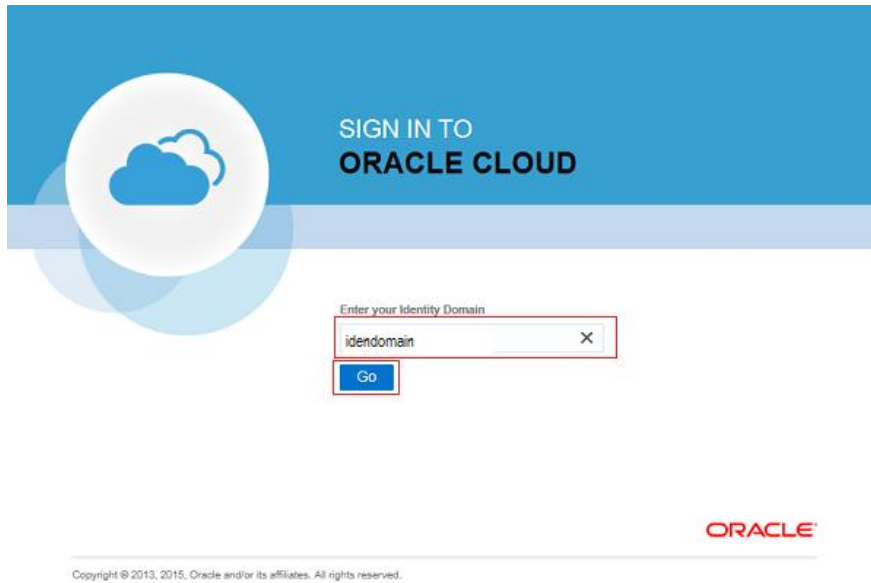 SIGN IN TO
ORACLE CLOUD
Enter your Identity Domain
idendomain
Go
ORACLE
Copyright © 2013, 2015, Oracle and/or its affiliates. All rights reserved.